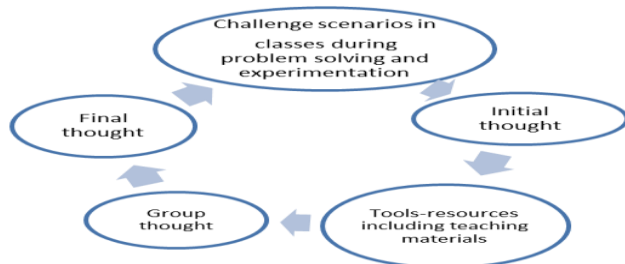 Challenge scenarios in
classes during
problem solving and
experimentation
Initial
thought
Tools-resources
including teaching
materials
Group
thought
Final
thought